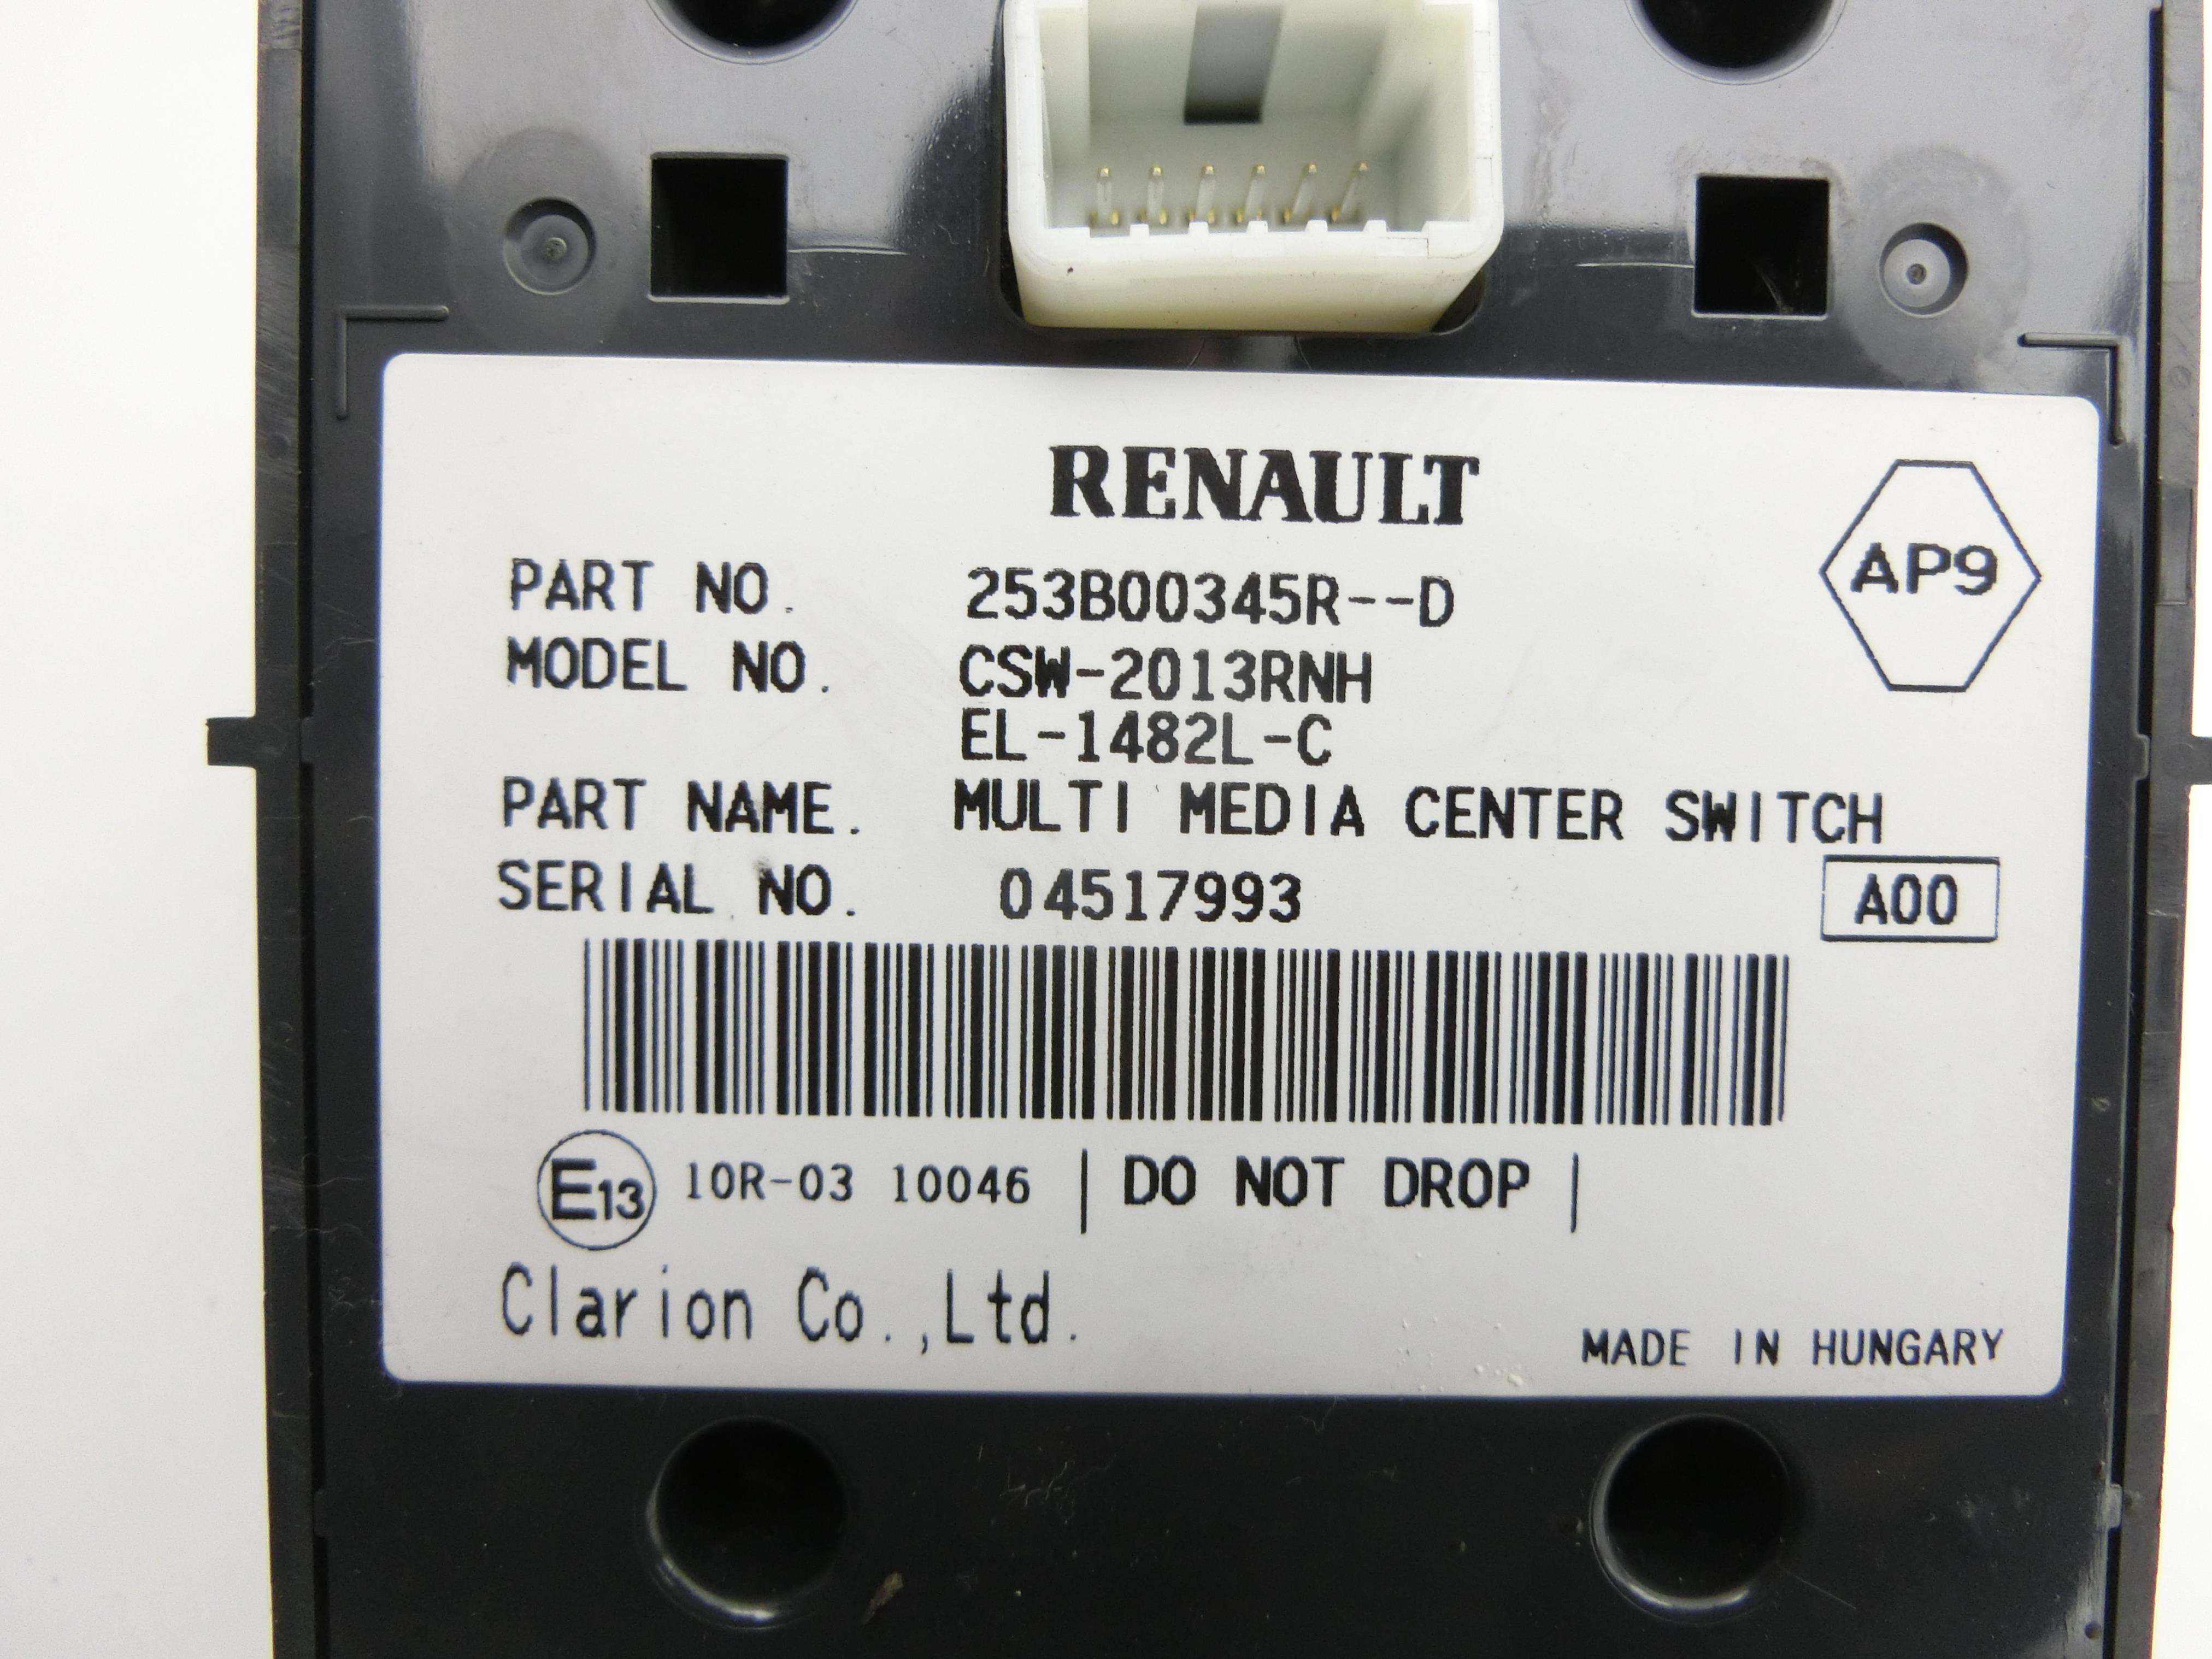 RENAULT
AP9
PART NO. 253B00345R--D
MODEL NO. CSW-2013RNH
EL-1482L-C
PART NAME. MULTI MEDIA CENTER SWITCH
SERIAL NO. 04517993
A00
E13 10R-03 10046 | DO NOT DROP |
Clarion Co.,Ltd.
MADE IN HUNGARY